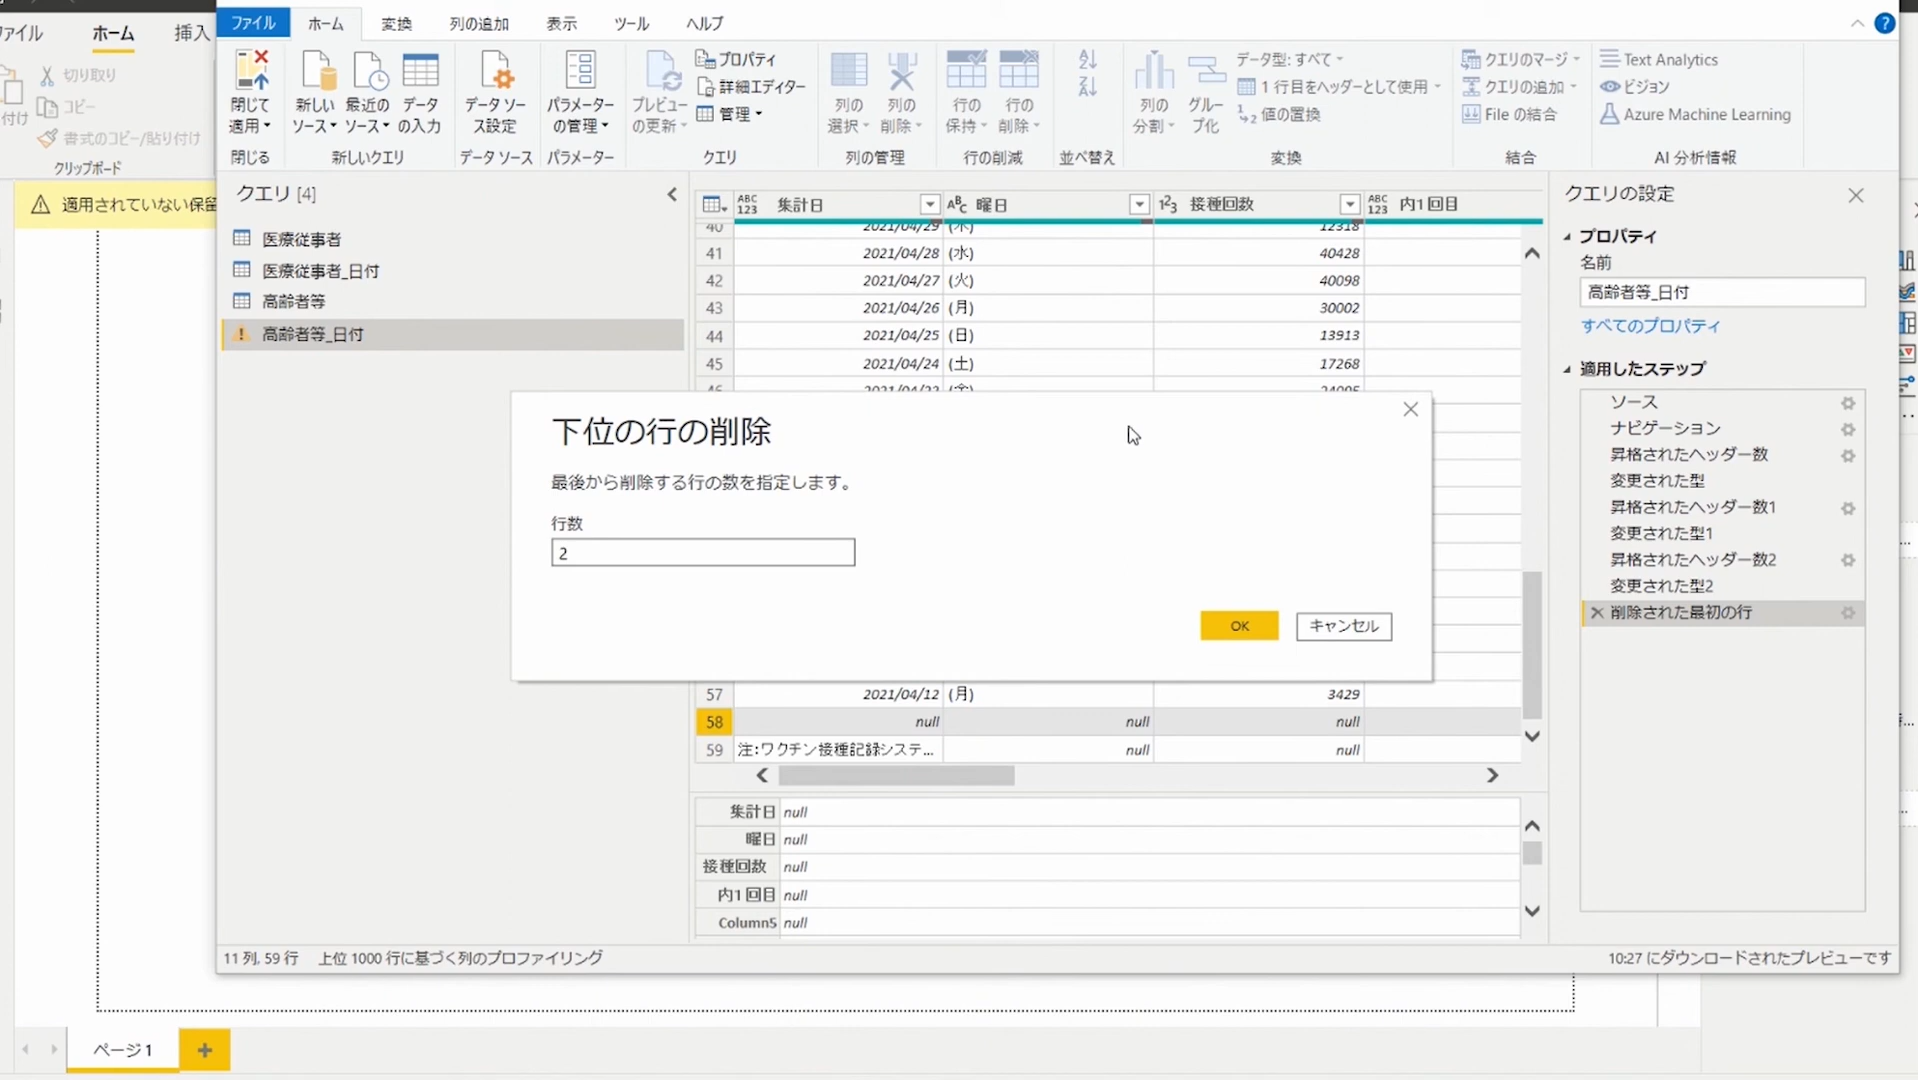 ファイル ホーム 変換 列の追加 表示 ツール ヘルプ
ァイル ホーム 挿入
切り取り
コピー
付け
書式のコピー/貼り付け
クリップボード
閉じて
適用
新しい
ソース
最近の
ソース
データ
の入力
データ ソー
ス設定
パラメーター
の管理
プレビュー
の更新
プロパティ
詳細エディター
管理
列の
選択
列の
削除
行の
保持
行の
削除
列の
分割
グルー
プ化
データ型: すべて
1 行目をヘッダーとして使用
値の置換
クエリのマージ
クエリの追加
File の結合
Text Analytics
ビジョン
Azure Machine Learning
閉じる 新しいクエリ データ ソース パラメーター クエリ 列の管理 行の削減 並べ替え 変換 結合 AI 分析情報
適用されていない保留
クエリ [4]
医療従事者
医療従事者_日付
高齢者等
高齢者等_日付
ABC 123 集計日 ABC 曜日 123 接種回数 ABC 123 内1回目
40 2021/04/29 (木) 12318
41 2021/04/28 (水) 40428
42 2021/04/27 (火) 40098
43 2021/04/26 (月) 30002
44 2021/04/25 (日) 13913
45 2021/04/24 (土) 17268
下位の行の削除
最後から削除する行の数を指定します。
行数
2
OK キャンセル
57 2021/04/12 (月) 3429
58 null null null
59 注:ワクチン接種記録システ... null null
集計日 null
曜日 null
接種回数 null
内1回目 null
Column5 null
クエリの設定
プロパティ
名前
高齢者等_日付
すべてのプロパティ
適用したステップ
ソース
ナビゲーション
昇格されたヘッダー数
変更された型
昇格されたヘッダー数1
変更された型1
昇格されたヘッダー数2
変更された型2
削除された最初の行
11 列, 59 行 上位 1000 行に基づく列のプロファイリング
10:27 にダウンロードされたプレビューです
ページ 1